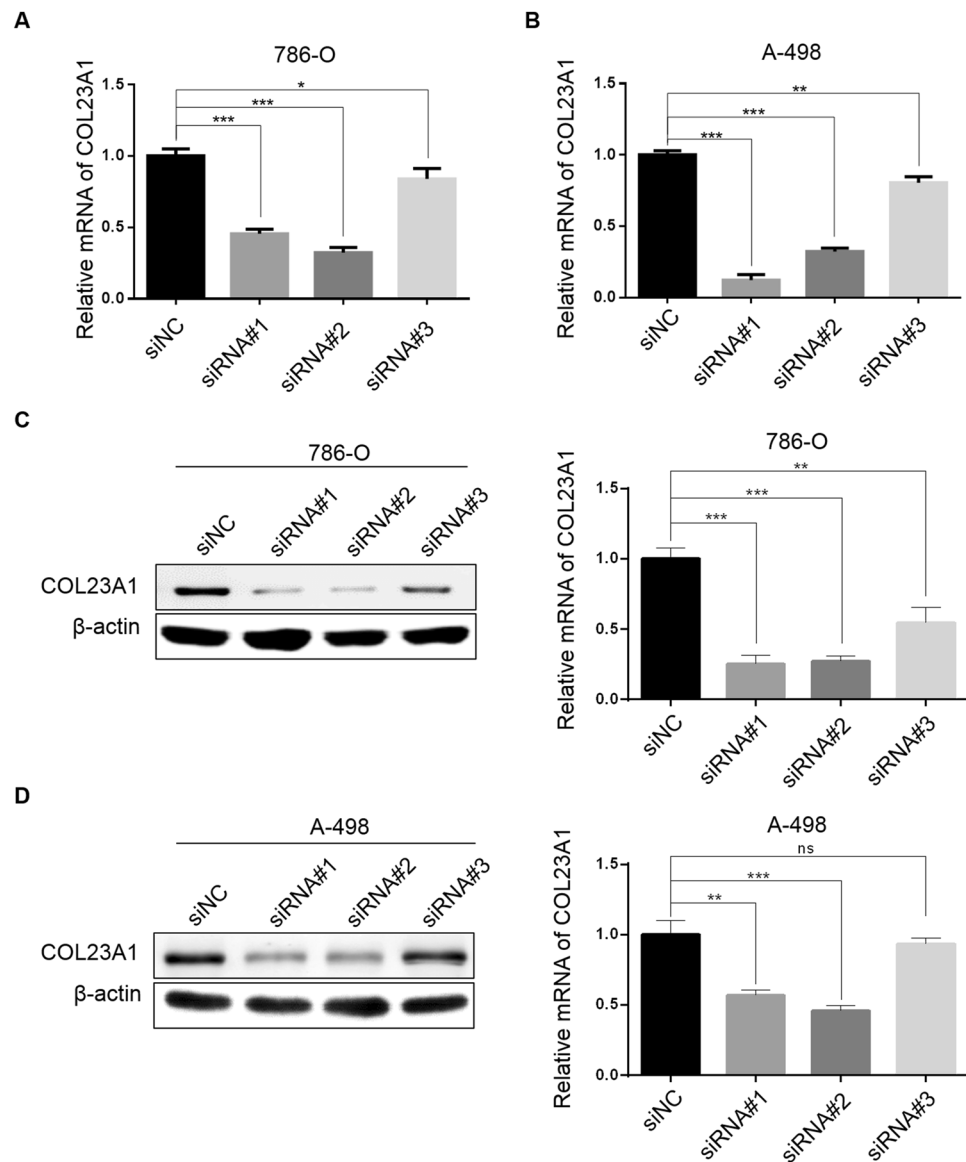 A
786-O
Relative mRNA of COL23A1
1.5
1.0
0.5
0.0
*
***
***
siNC
siRNA#1
siRNA#2
siRNA#3
B
A-498
Relative mRNA of COL23A1
1.5
1.0
0.5
0.0
**
***
***
siNC
siRNA#1
siRNA#2
siRNA#3
C
786-O
siNC
siRNA#1
siRNA#2
siRNA#3
COL23A1
β-actin
786-O
Relative mRNA of COL23A1
1.5
1.0
0.5
0.0
**
***
***
siNC
siRNA#1
siRNA#2
siRNA#3
D
A-498
siNC
siRNA#1
siRNA#2
siRNA#3
COL23A1
β-actin
A-498
Relative mRNA of COL23A1
1.5
1.0
0.5
0.0
ns
***
**
siNC
siRNA#1
siRNA#2
siRNA#3